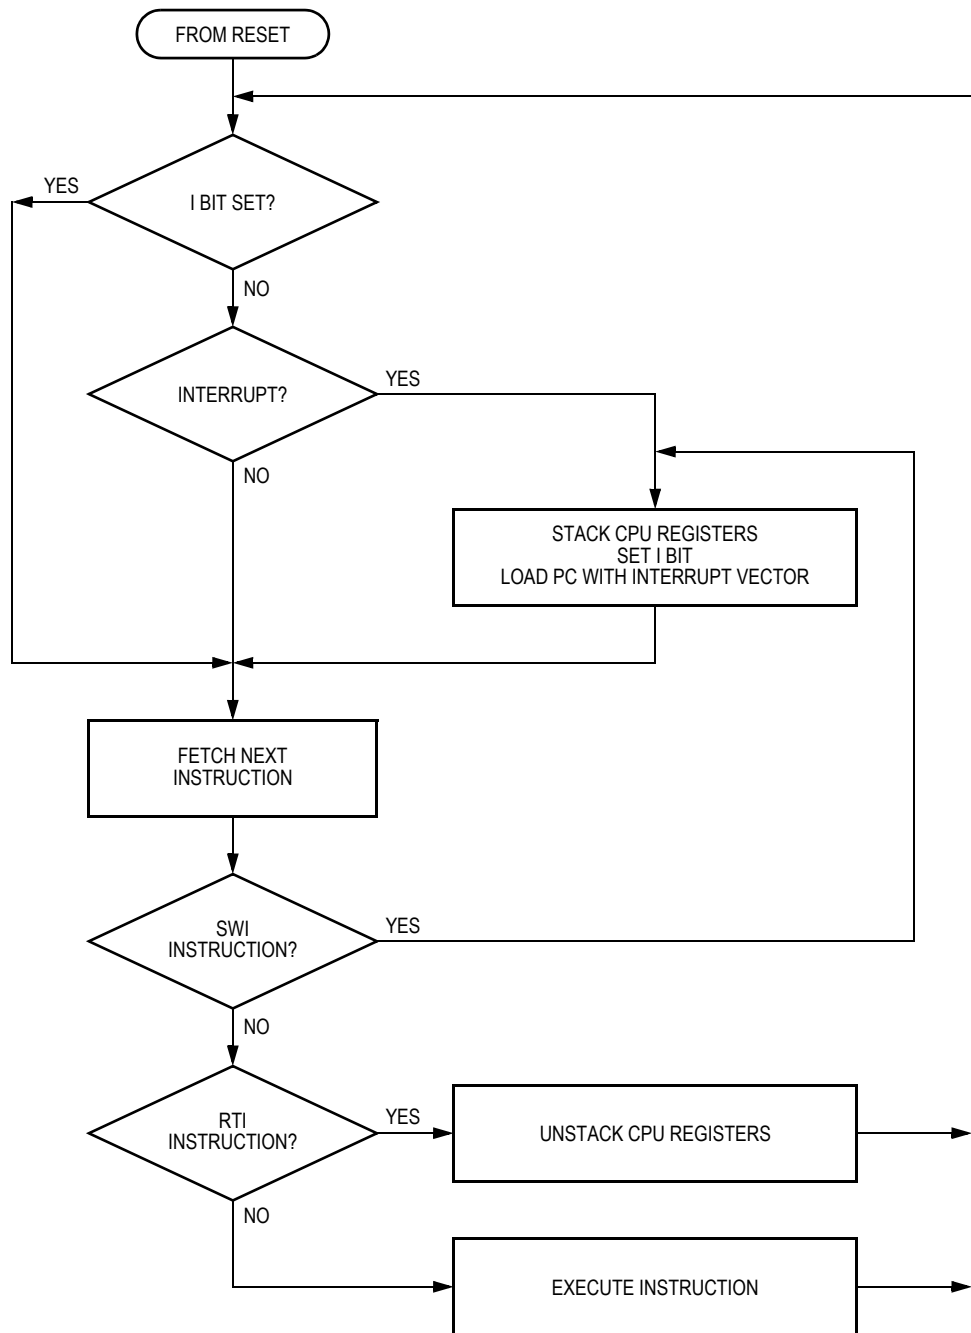 FROM RESET
YES
I BIT SET?
NO
INTERRUPT?
YES
NO
STACK CPU REGISTERS
SET I BIT
LOAD PC WITH INTERRUPT VECTOR
FETCH NEXT
INSTRUCTION
SWI
INSTRUCTION?
YES
NO
RTI
INSTRUCTION?
YES
UNSTACK CPU REGISTERS
NO
EXECUTE INSTRUCTION